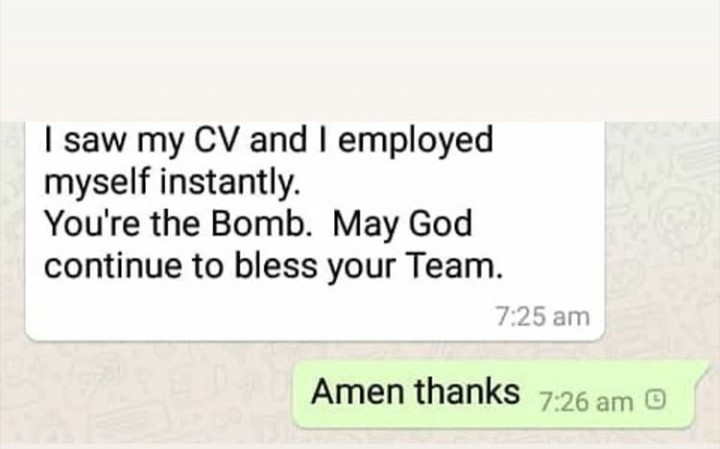 I saw my CV and I employed
myself instantly.
You're the Bomb.  May God
continue to bless your Team.
7:25 am
Amen thanks 7:26 am